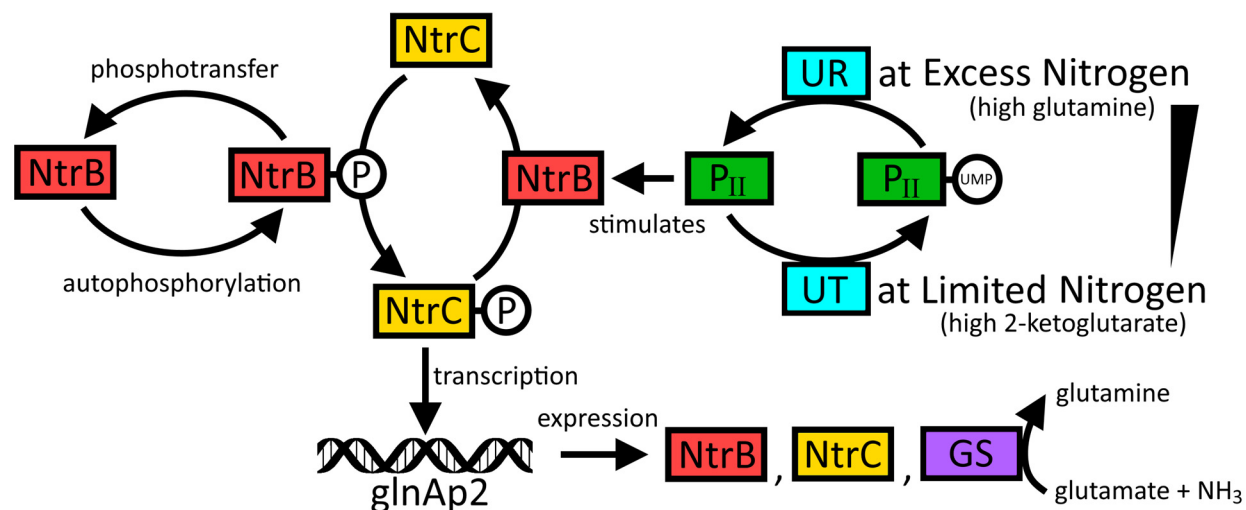 NtrC
phosphotransfer
UR at Excess Nitrogen
(high glutamine)
NtrB
NtrB
P
NtrB
stimulates
PII
PII
UMP
autophosphorylation
UT at Limited Nitrogen
(high 2-ketoglutarate)
NtrC
P
transcription
expression
glutamine
NtrB , NtrC , GS
glnAp2
glutamate + NH₃